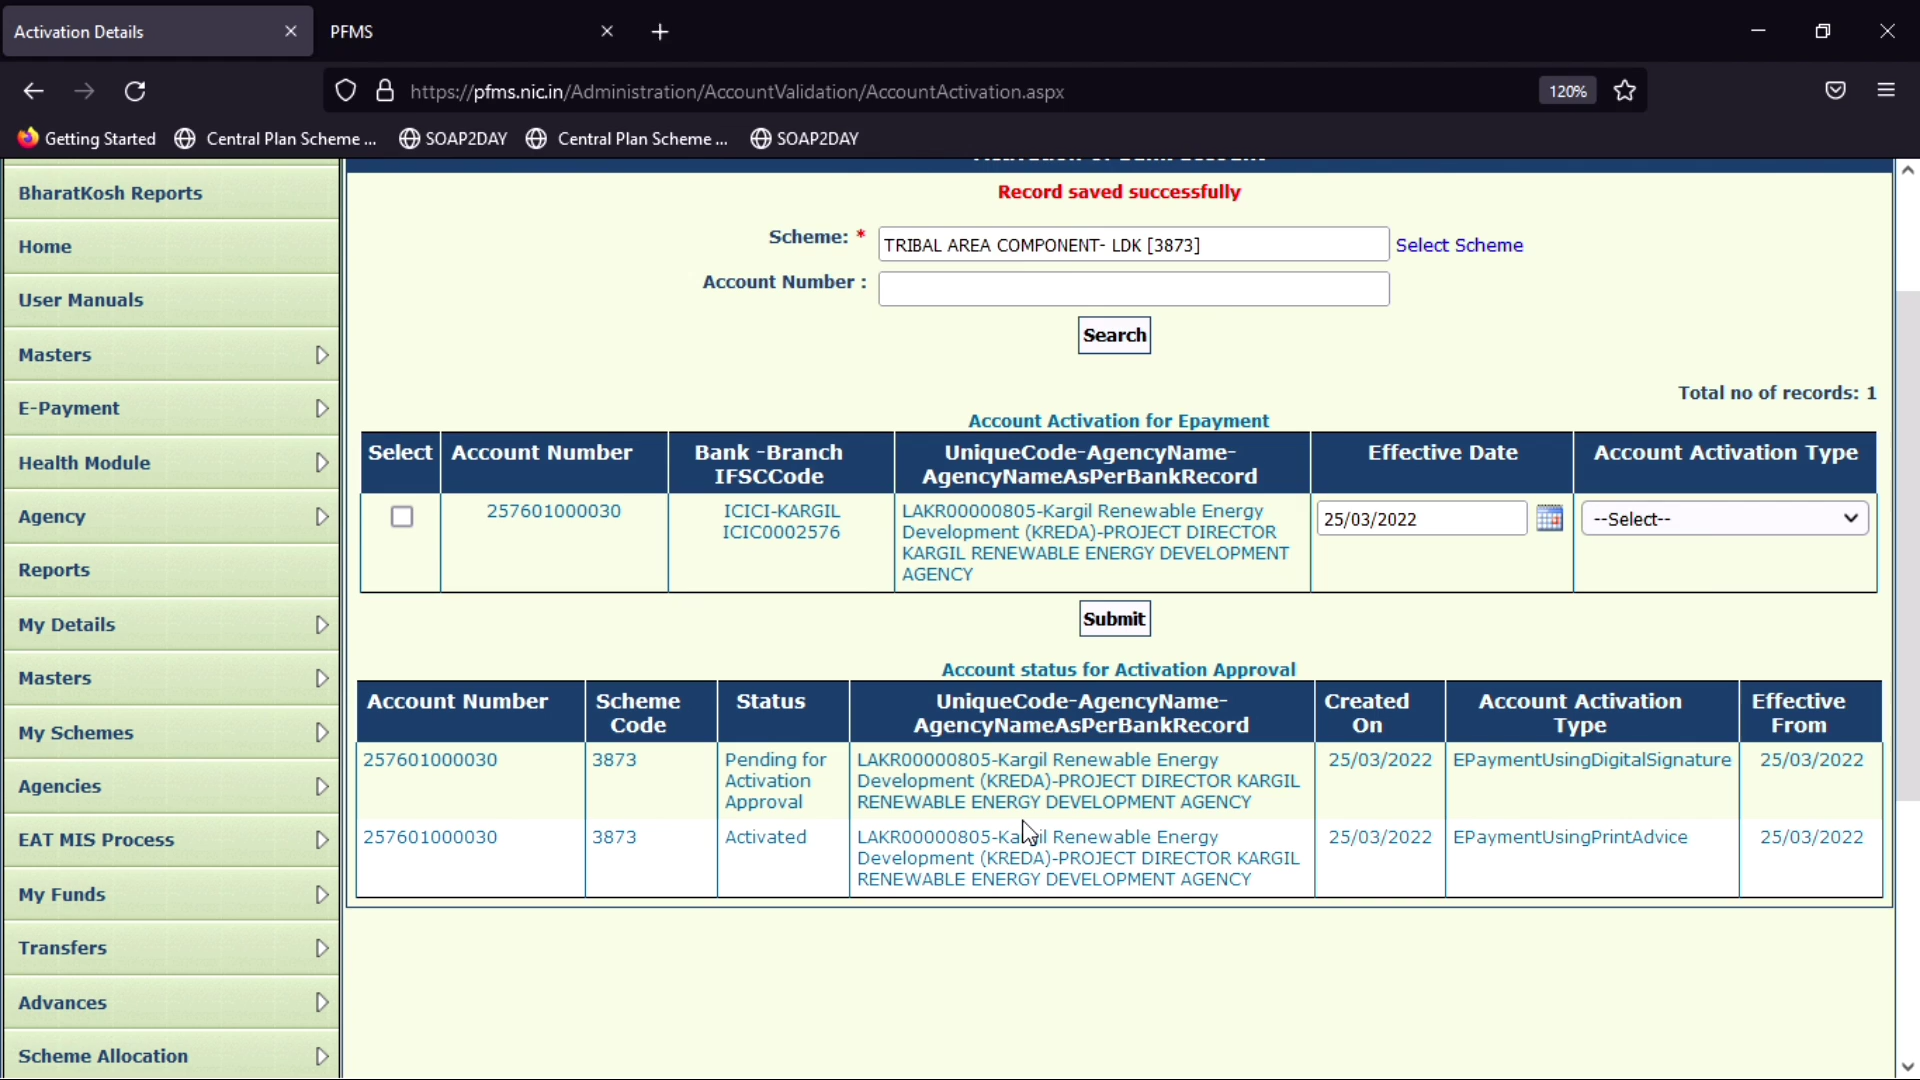 Activation Details
PFMS
https://pfms.nic.in/Administration/AccountValidation/AccountActivation.aspx
120%
Getting Started
Central Plan Scheme ...
SOAP2DAY
Central Plan Scheme ...
SOAP2DAY
BharatKosh Reports
Home
User Manuals
Masters
E-Payment
Health Module
Agency
Reports
My Details
Masters
My Schemes
Agencies
EAT MIS Process
My Funds
Transfers
Advances
Scheme Allocation
Record saved successfully
Scheme: * TRIBAL AREA COMPONENT- LDK [3873] Select Scheme
Account Number :
Search
Total no of records: 1
Account Activation for Epayment
Select
Account Number
Bank -Branch
IFSCCode
UniqueCode-AgencyName-
AgencyNameAsPerBankRecord
Effective Date
Account Activation Type
257601000030
ICICI-KARGIL
ICIC0002576
LAKR00000805-Kargil Renewable Energy
Development (KREDA)-PROJECT DIRECTOR
KARGIL RENEWABLE ENERGY DEVELOPMENT
AGENCY
25/03/2022
--Select--
Submit
Account status for Activation Approval
Account Number
Scheme
Code
Status
UniqueCode-AgencyName-
AgencyNameAsPerBankRecord
Created
On
Account Activation
Type
Effective
From
257601000030
3873
Pending for
Activation
Approval
LAKR00000805-Kargil Renewable Energy
Development (KREDA)-PROJECT DIRECTOR KARGIL
RENEWABLE ENERGY DEVELOPMENT AGENCY
25/03/2022
EPaymentUsingDigitalSignature
25/03/2022
257601000030
3873
Activated
LAKR00000805-Kargil Renewable Energy
Development (KREDA)-PROJECT DIRECTOR KARGIL
RENEWABLE ENERGY DEVELOPMENT AGENCY
25/03/2022
EPaymentUsingPrintAdvice
25/03/2022